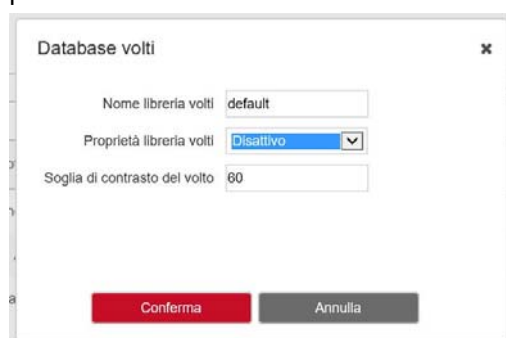 Database volti
Nome libreria volti default
Proprietà libreria volti Disattivo
Soglia di contrasto del volto 60
Conferma Annulla